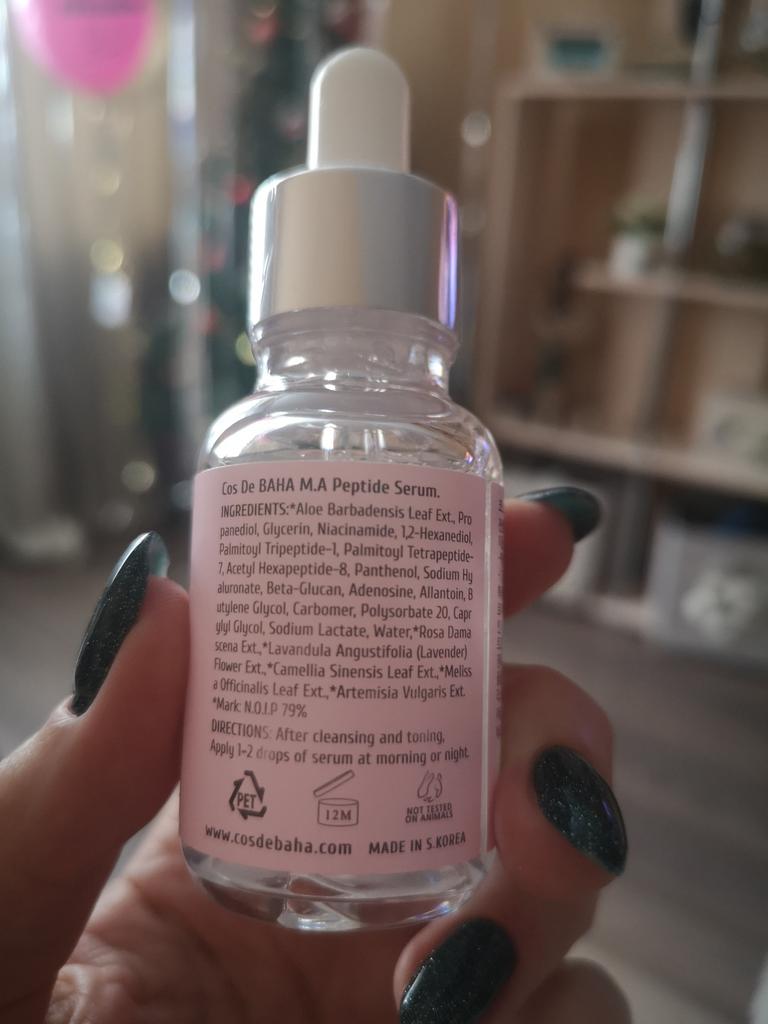 Cos De BAHA M.A Peptide Serum.
INGREDIENTS:*Aloe Barbadensis Leaf Ext., Pro
panediol, Glycerin, Niacinamide, 1,2-Hexanediol,
Palmitoyl Tripeptide-1, Palmitoyl Tetrapeptide-
7, Acetyl Hexapeptide-8, Panthenol, Sodium Hy
aluronate, Beta-Glucan, Adenosine, Allantoin, B
utylene Glycol, Carbomer, Polysorbate 20, Capr
ylyl Glycol, Sodium Lactate, Water,*Rosa Dama
scena Ext.,*Lavandula Angustifolia (Lavender)
Flower Ext.,*Camellia Sinensis Leaf Ext.,*Meliss
a Officinalis Leaf Ext.,*Artemisia Vulgaris Ext.
*Mark: N.O.I.P 79%
DIRECTIONS: After cleansing and toning,
Apply 1~2 drops of serum at morning or night.
PET
12M
NOT TESTED
ON ANIMALS
www.cosdebaha.com MADE IN S.KOREA